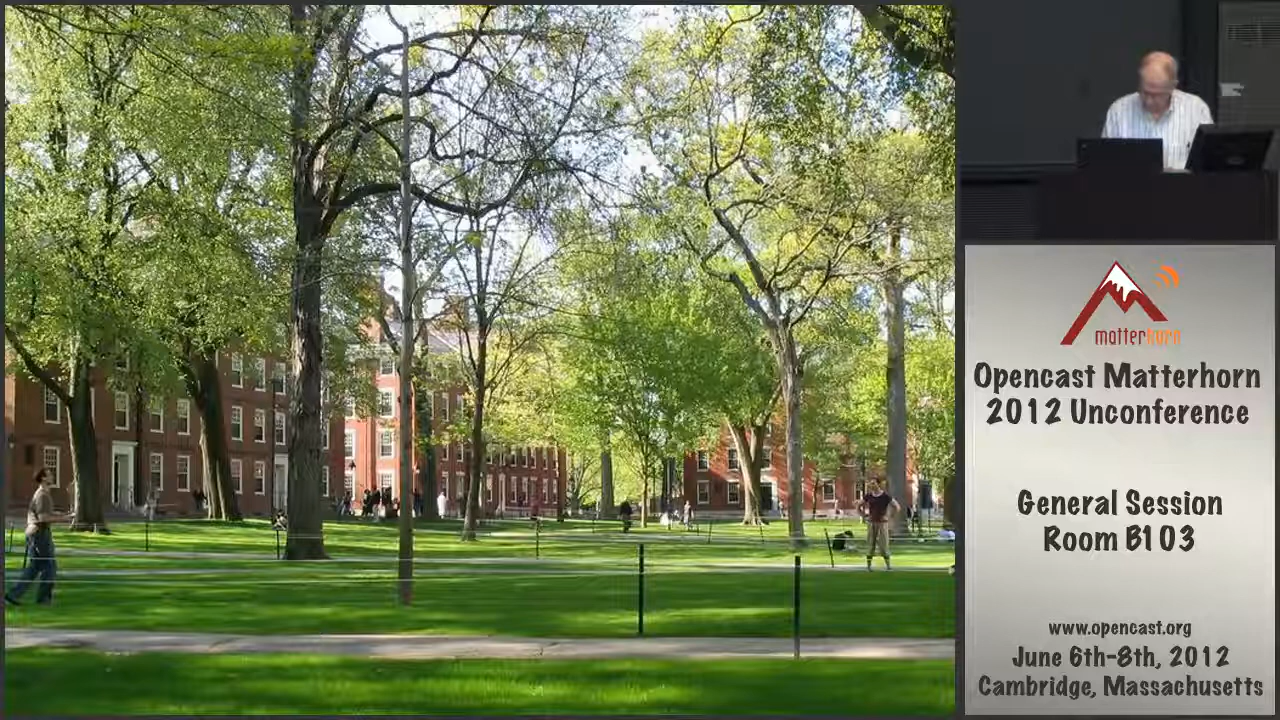 matterhorn
Opencast Matterhorn
2012 Unconference
General Session
Room B103
www.opencast.org
June 6th-8th, 2012
Cambridge, Massachusetts